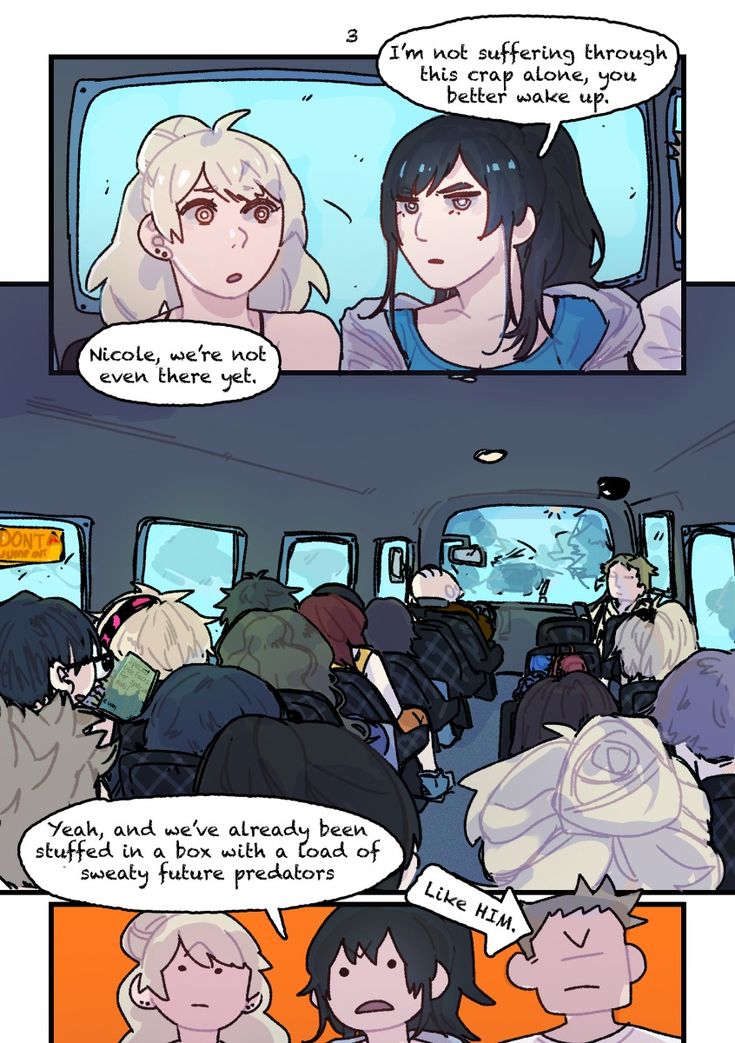 3
I'm not suffering through
this crap alone, you
better wake up.
Nicole, we're not
even there yet.
DON'T
JUMP OUT
Yeah, and we've already been
stuffed in a box with a load of
sweaty future predators
Like HIM.